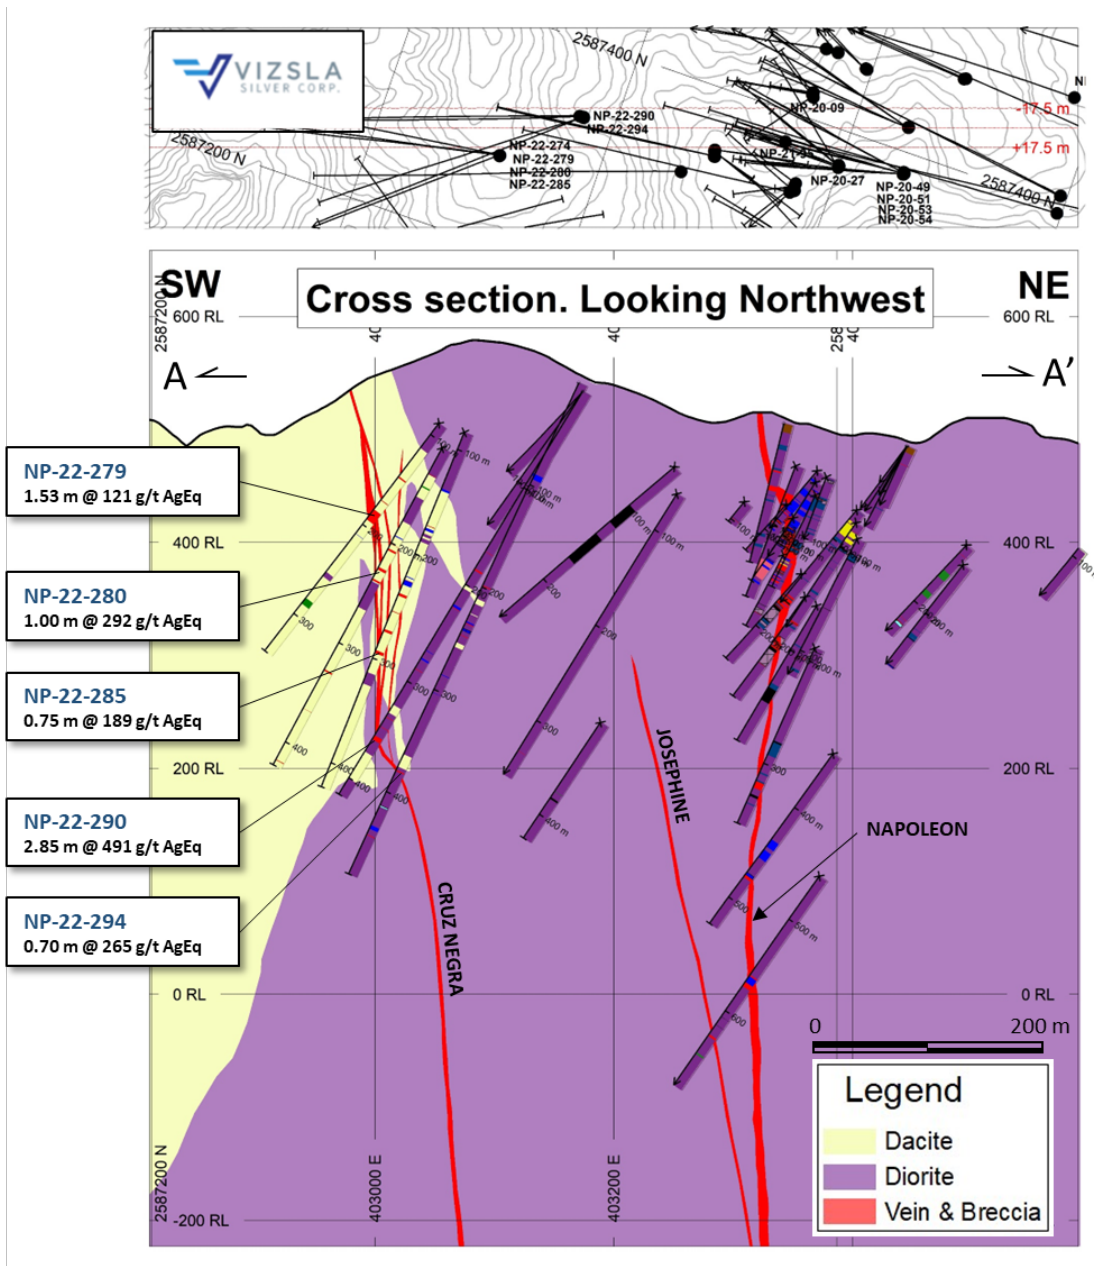 VIZSLA
SILVER CORP.
2587400 N
2587200 N
NP-22-290
NP-22-294
NP-22-274
NP-22-279
NP-22-280
NP-22-285
NP-20-09
NP-20-27
NP-20-49
NP-20-51
NP-20-53
NP-20-54
-17.5 m
+17.5 m
2587400 N
SW
Cross section. Looking Northwest
NE
600 RL
600 RL
2587200 N
A
A'
NP-22-279
1.53 m @ 121 g/t AgEq
NP-22-280
1.00 m @ 292 g/t AgEq
NP-22-285
0.75 m @ 189 g/t AgEq
NP-22-290
2.85 m @ 491 g/t AgEq
NP-22-294
0.70 m @ 265 g/t AgEq
400 RL
400 RL
200 RL
200 RL
0 RL
0 RL
-200 RL
JOSEPHINE
NAPOLEON
CRUZ NEGRA
2587200 N
403000 E
403200 E
0 200 m
Legend
Dacite
Diorite
Vein & Breccia